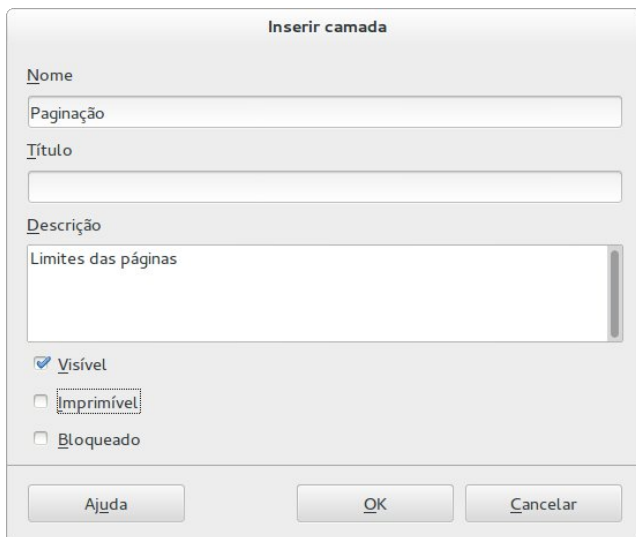 Inserir camada
Nome
Paginação
Título
Descrição
Limites das páginas
Visível
Imprimível
Bloqueado
Ajuda OK Cancelar